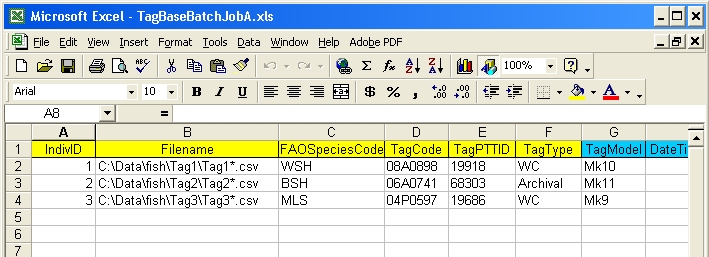 Microsoft Excel - TagBaseBatchJobA.xls
File Edit View Insert Format Tools Data Window Help Adobe PDF
Σ fx 100%
Arial 10 B I U $ % ,
A8 =
A B C D E F G H
1 IndivID Filename FAOSpeciesCode TagCode TagPTTID TagType TagModel DateTi
2 1 C:\Data\fish\Tag1\Tag1*.csv WSH 08A0898 19918 WC Mk10
3 2 C:\Data\fish\Tag2\Tag2*.csv BSH 06A0741 68303 Archival Mk11
4 3 C:\Data\fish\Tag3\Tag3*.csv MLS 04P0597 19686 WC Mk9
5
6
7